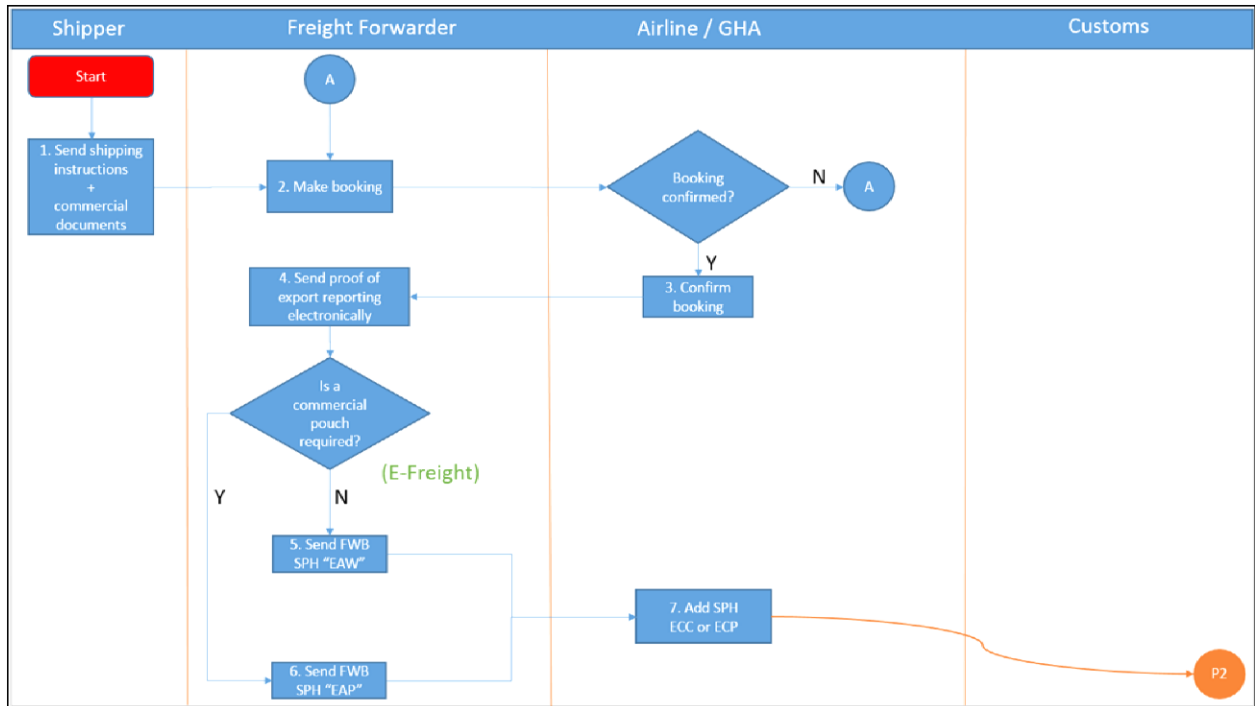 Shipper
Freight Forwarder
Airline / GHA
Customs
Start
A
1. Send shipping
instructions
+
commercial
documents
2. Make booking
Booking
confirmed?
N
A
Y
3. Confirm
booking
4. Send proof of
export reporting
electronically
Is a
commercial
pouch
required?
(E-Freight)
Y
N
5. Send FWB
SPH “EAW”
7. Add SPH
ECC or ECP
6. Send FWB
SPH “EAP”
P2